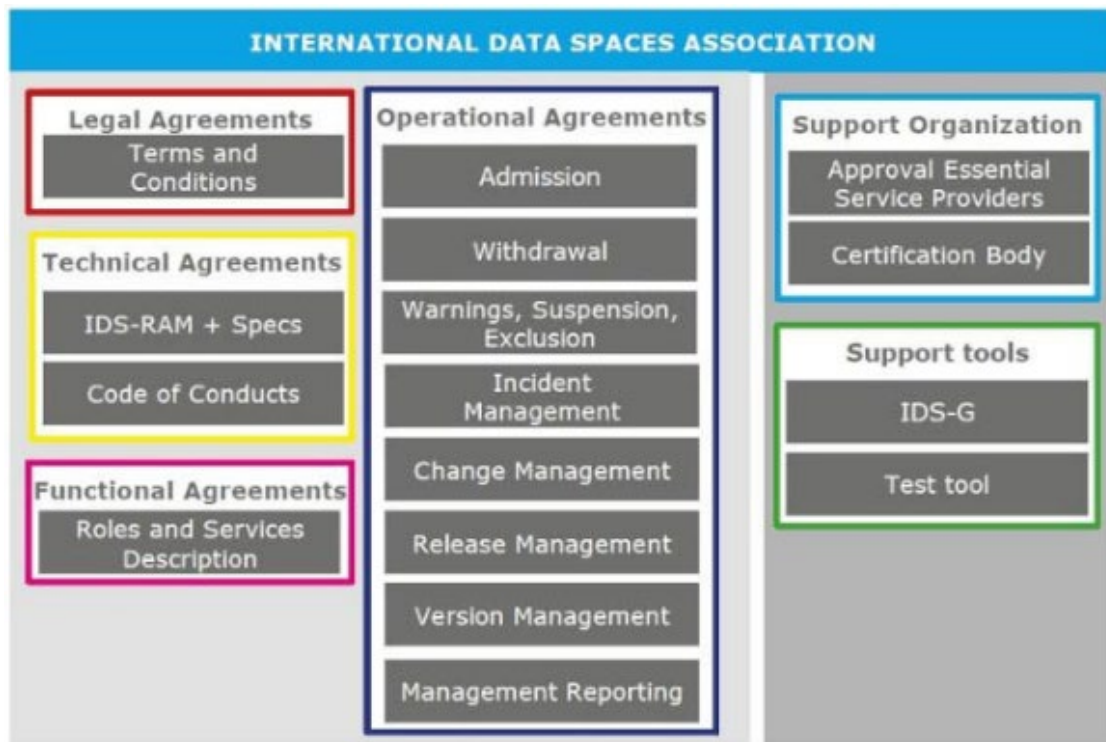 INTERNATIONAL DATA SPACES ASSOCIATION
Legal Agreements
Terms and
Conditions
Technical Agreements
IDS-RAM + Specs
Code of Conducts
Functional Agreements
Roles and Services
Description
Operational Agreements
Admission
Withdrawal
Warnings, Suspension,
Exclusion
Incident
Management
Change Management
Release Management
Version Management
Management Reporting
Support Organization
Approval Essential
Service Providers
Certification Body
Support tools
IDS-G
Test tool